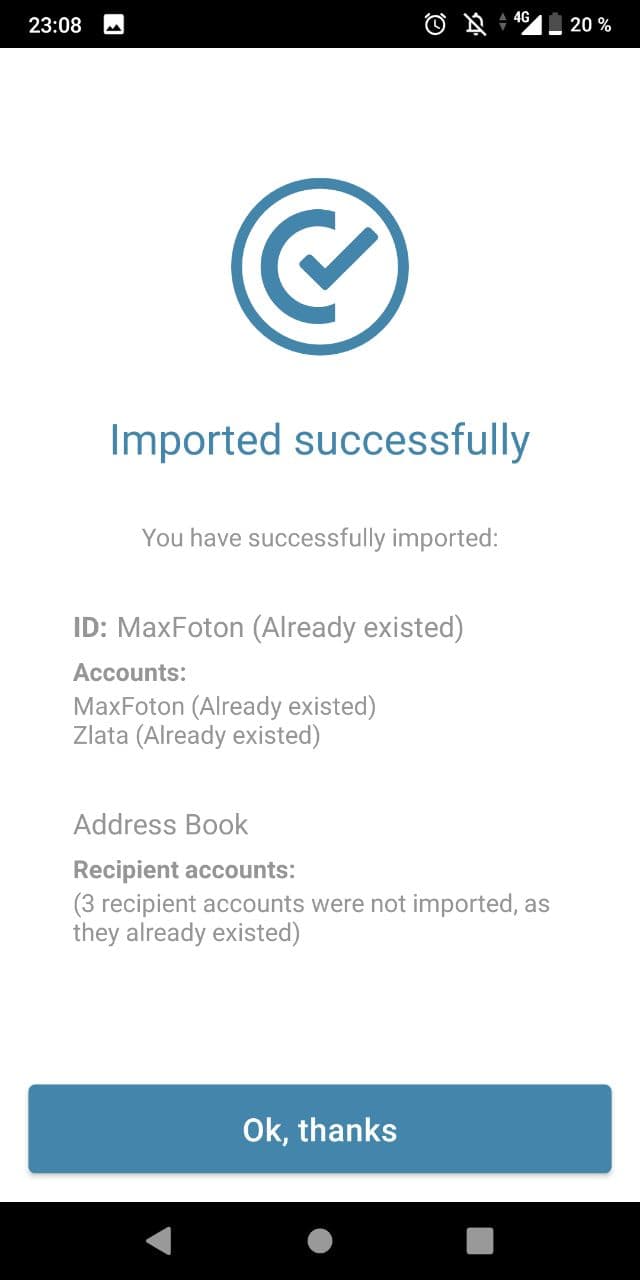 23:08
4G
20 %
Imported successfully
You have successfully imported:
ID: MaxFoton (Already existed)
Accounts:
MaxFoton (Already existed)
Zlata (Already existed)
Address Book
Recipient accounts:
(3 recipient accounts were not imported, as
they already existed)
Ok, thanks